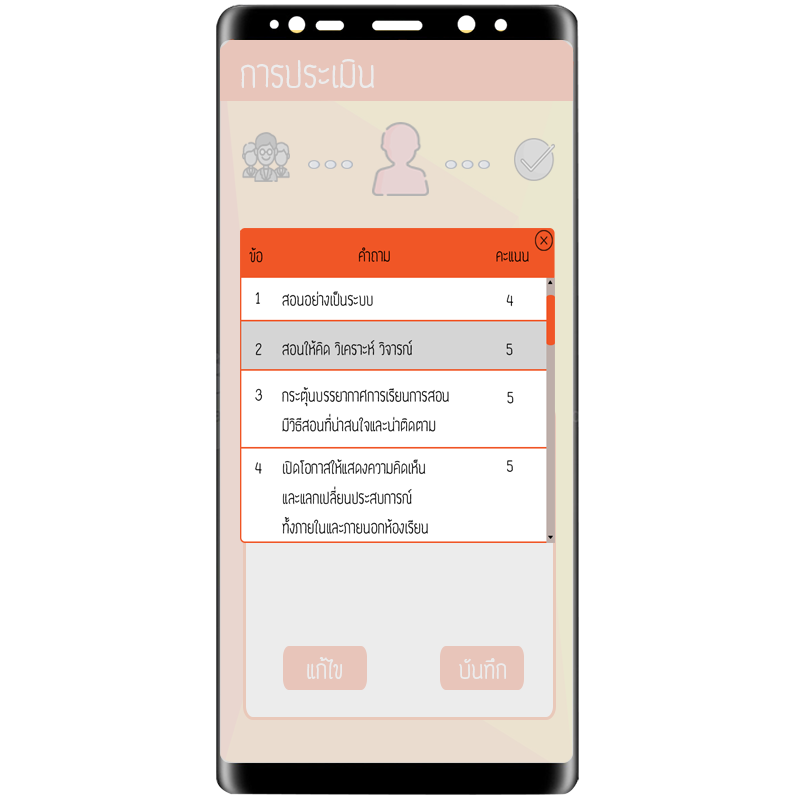 การประเมิน
ข้อ คำถาม คะแนน
1 สอนอย่างเป็นระบบ 4
2 สอนให้คิด วิเคราะห์ วิจารณ์ 5
3 กระตุ้นบรรยากาศการเรียนการสอน 5
มีวิธีสอนที่น่าสนใจและน่าติดตาม
4 เปิดโอกาสให้แสดงความคิดเห็น 5
และแลกเปลี่ยนประสบการณ์
ทั้งภายในและภายนอกห้องเรียน
แก้ไข บันทึก